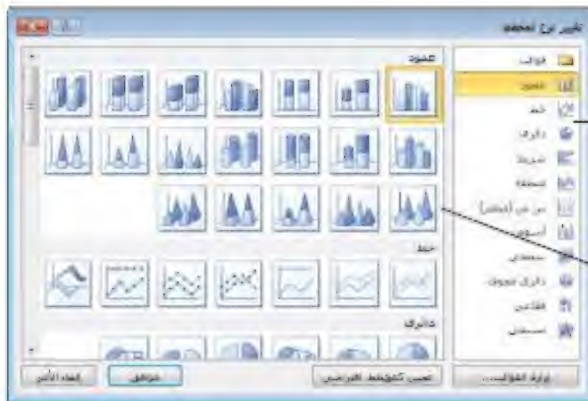 تغيير نوع المخطط
قوالب
عمود
خط
دائري
شريط
مساحة
س ص (مبعثر)
أسهم
سطحي
دائري مجوف
فقاعي
نسيجي
عمود
خط
دائري
إدارة القوالب...
تعيين كمخطط افتراضي
موافق
إلغاء الأمر